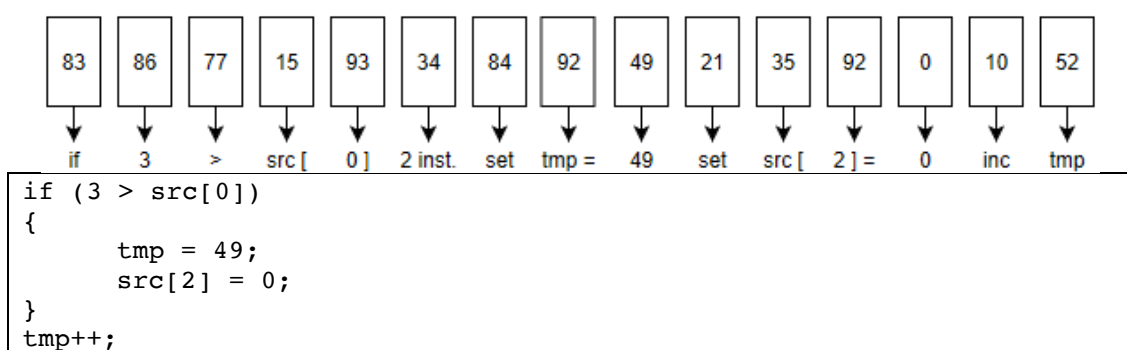 83 86 77 15 93 34 84 92 49 21 35 92 0 10 52
if 3 > src [ 0 ] 2 inst. set tmp = 49 set src [ 2 ] = 0 inc tmp
if (3 > src[0])
{
tmp = 49;
src[2] = 0;
}
tmp++;